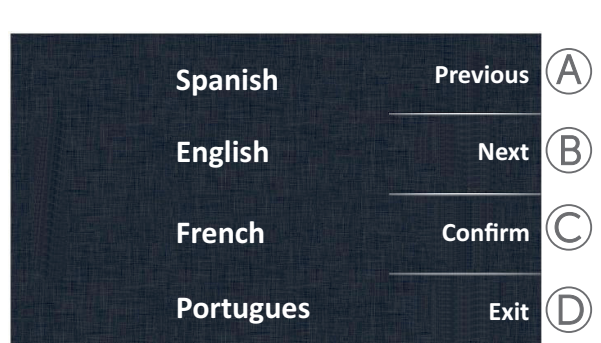 Spanish Previous A
English Next B
French Confirm C
Portugues Exit D